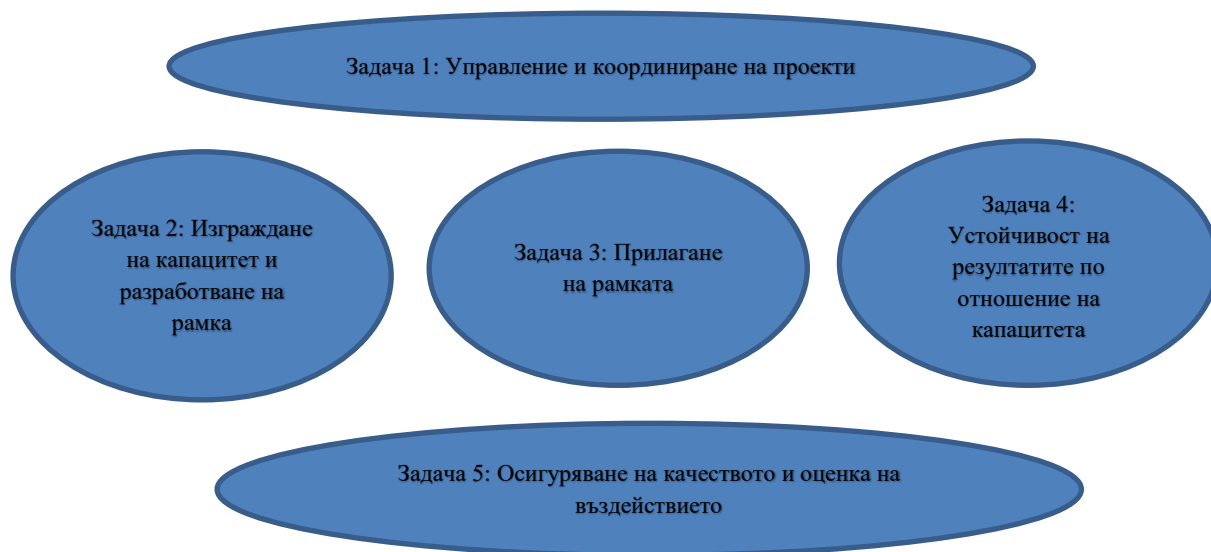 Задача 1: Управление и координиране на проекти
Задача 2: Изграждане
на капацитет и
разработване на
рамка
Задача 3: Прилагане
на рамката
Задача 4:
Устойчивост на
резултатите по
отношение на
капацитета
Задача 5: Осигуряване на качеството и оценка на
въздействието